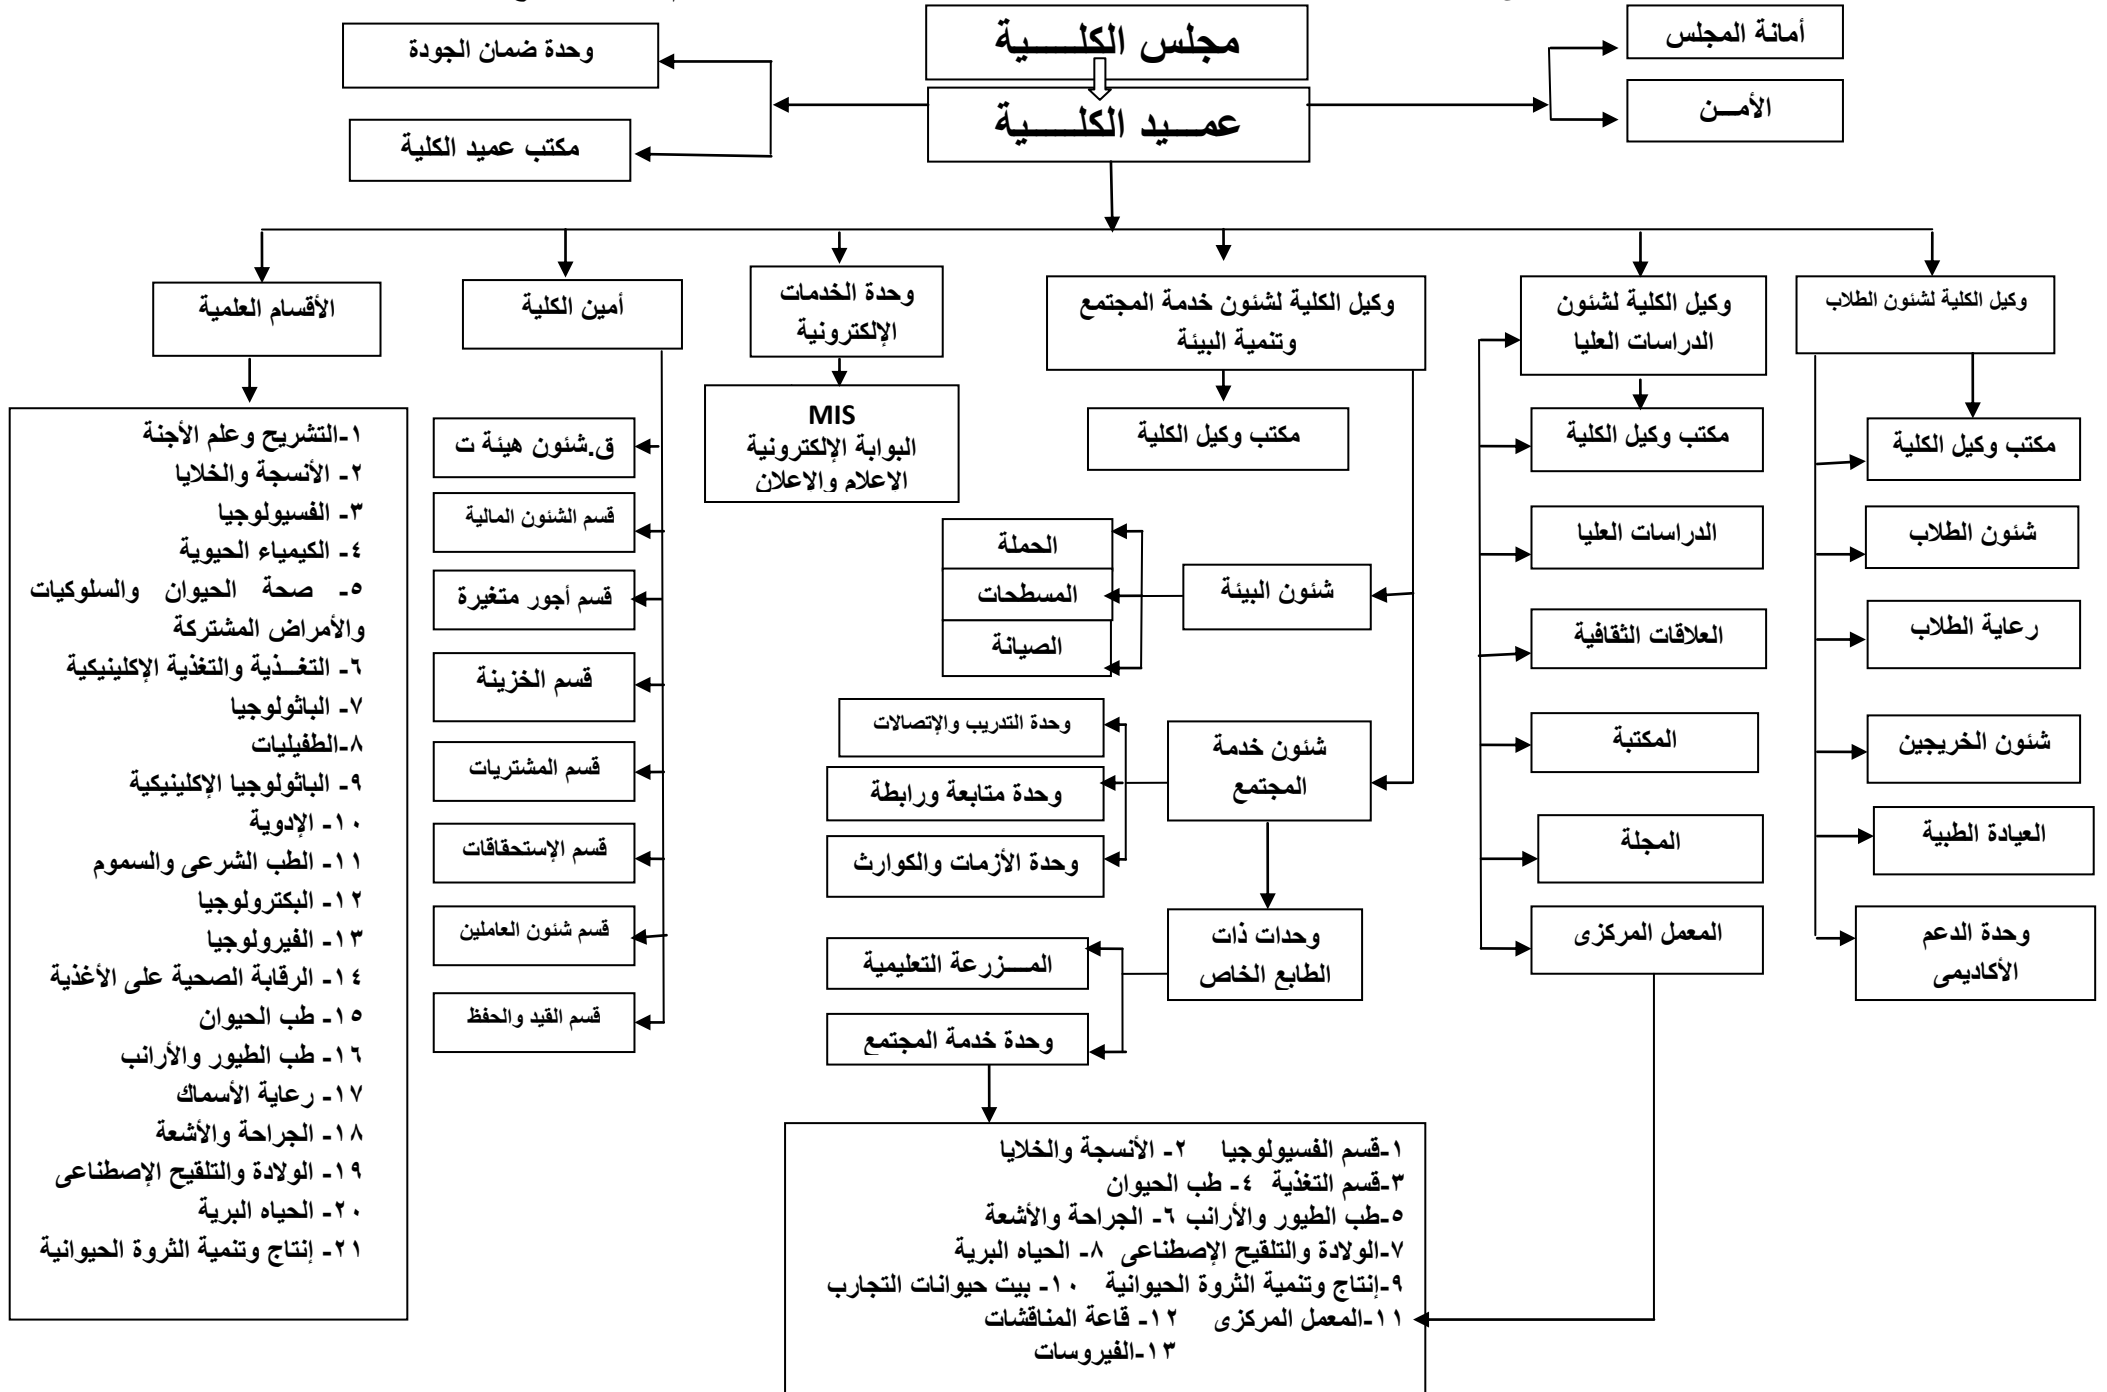 مجلس الكلــــــية
أمانة المجلس
وحدة ضمان الجودة
عمــــيد الكلــــــية
الأمــــن
مكتب عميد الكلية
وكيل الكلية لشئون الطلاب
مكتب وكيل الكلية
شئون الطلاب
رعاية الطلاب
شئون الخريجين
العيادة الطبية
وحدة الدعم
الأكاديمى
وكيل الكلية لشئون
الدراسات العليا
مكتب وكيل الكلية
الدراسات العليا
العلاقات الثقافية
المكتبة
المجلة
المعمل المركزى
وكيل الكلية لشئون خدمة المجتمع
وتنمية البيئة
مكتب وكيل الكلية
شئون البيئة
الحملة
المسطحات
الصيانة
شئون خدمة
المجتمع
وحدة التدريب والإتصالات
وحدة متابعة ورابطة
وحدة الأزمات والكوارث
وحدات ذات
الطابع الخاص
المــــزرعة التعليمية
وحدة خدمة المجتمع
١-قسم الفسيولوجيا ٢- الأنسجة والخلايا
٣-قسم التغذية ٤- طب الحيوان
٥-طب الطيور والأرانب ٦- الجراحة والأشعة
٧-الولادة والتلقيح الإصطناعى ٨- الحياه البرية
٩-إنتاج وتنمية الثروة الحيوانية ١٠- بيت حيوانات التجارب
١١-المعمل المركزى ١٢- قاعة المناقشات
١٣-الفيروسات
وحدة الخدمات
الإلكترونية
MIS
البوابة الإلكترونية
الاعلام والاعلان
أمين الكلية
ق.شئون هيئة ت
قسم الشئون المالية
قسم أجور متغيرة
قسم الخزينة
قسم المشتريات
قسم الإستحقاقات
قسم شئون العاملين
قسم القيد والحفظ
الأقسام العلمية
١-التشريح وعلم الأجنة
٢- الأنسجة والخلايا
٣- الفسيولوجيا
٤- الكيمياء الحيوية
٥- صحة الحيوان والسلوكيات
والأمراض المشتركة
٦- التغــذية والتغذية الإكلينيكية
٧- الباثولوجيا
٨-الطفيليات
٩- الباثولوجيا الإكلينيكية
١٠- الإدوية
١١- الطب الشرعى والسموم
١٢- البكترولوجيا
١٣- الفيرولوجيا
١٤- الرقابة الصحية على الأغذية
١٥- طب الحيوان
١٦- طب الطيور والأرانب
١٧- رعاية الأسماك
١٨- الجراحة والأشعة
١٩- الولادة والتلقيح الإصطناعى
٢٠- الحياه البرية
٢١- إنتاج وتنمية الثروة الحيوانية